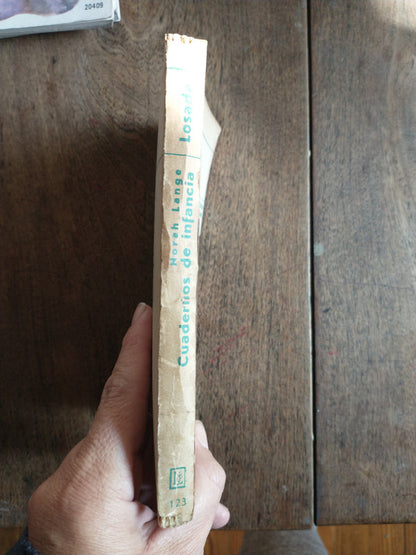 20409
Losada
Norah Lange
Cuadernos de infancia
123